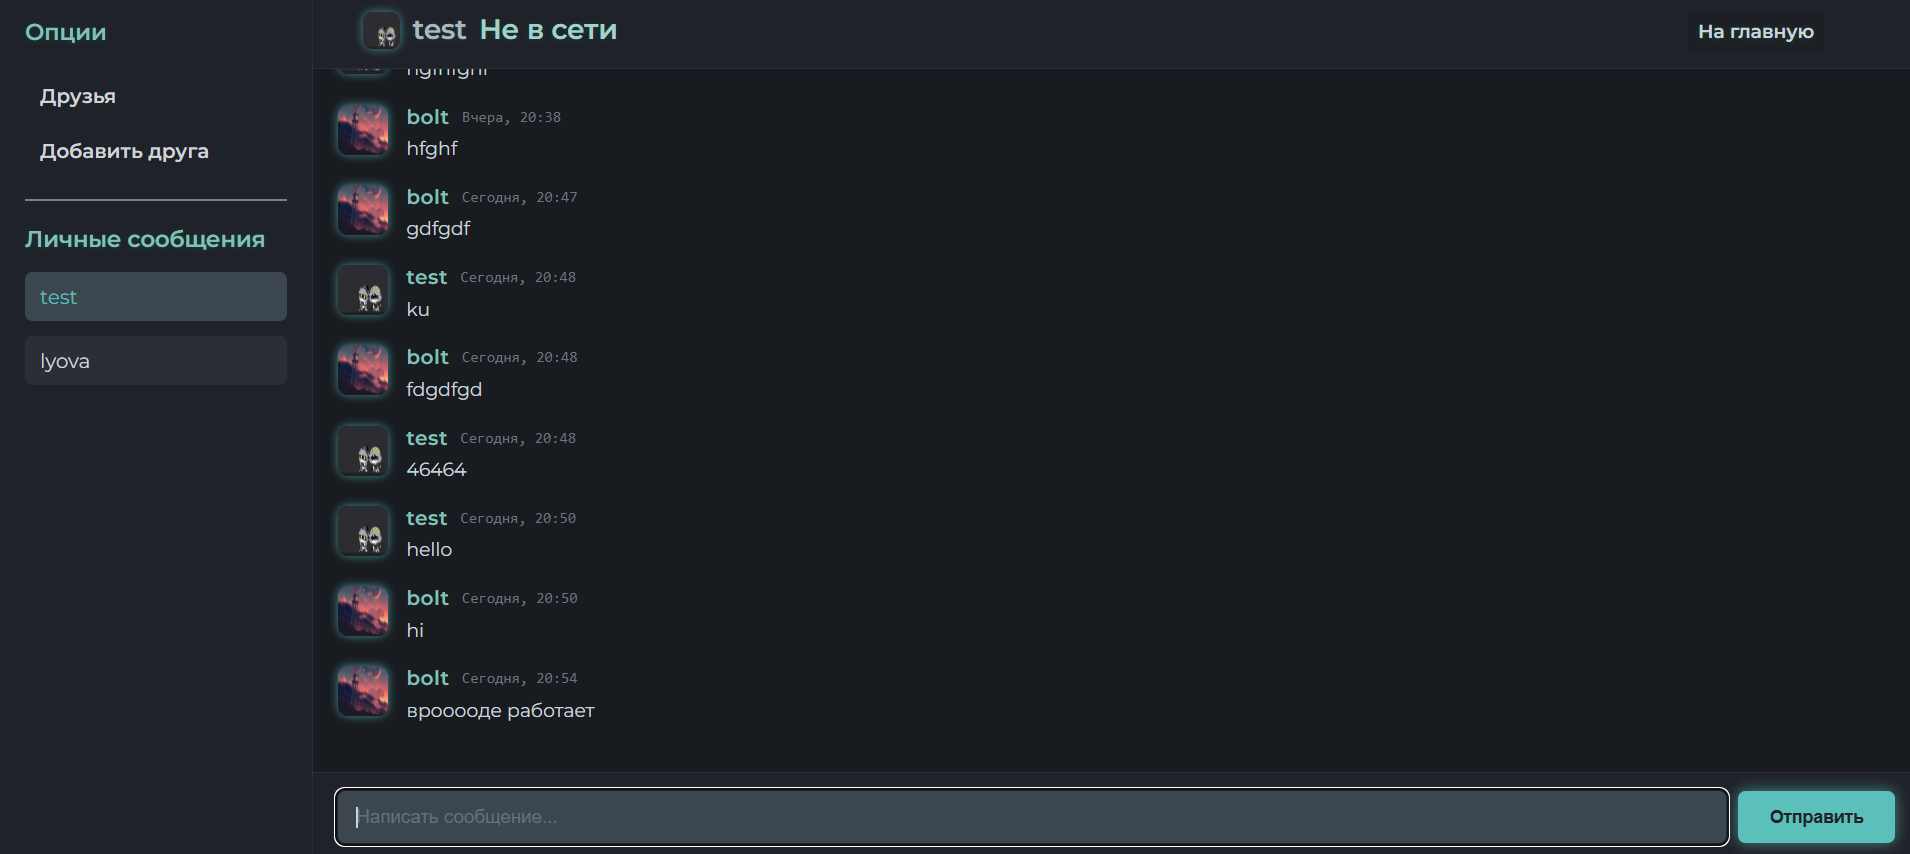 Опции
Друзья
Добавить друга
Личные сообщения
test
lyova
test Не в сети
На главную
bolt Вчера, 20:38
hfghf
bolt Сегодня, 20:47
gdfgdf
test Сегодня, 20:48
ku
bolt Сегодня, 20:48
fdgdfgd
test Сегодня, 20:48
46464
test Сегодня, 20:50
hello
bolt Сегодня, 20:50
hi
bolt Сегодня, 20:54
врооооде работает
Написать сообщение...
Отправить